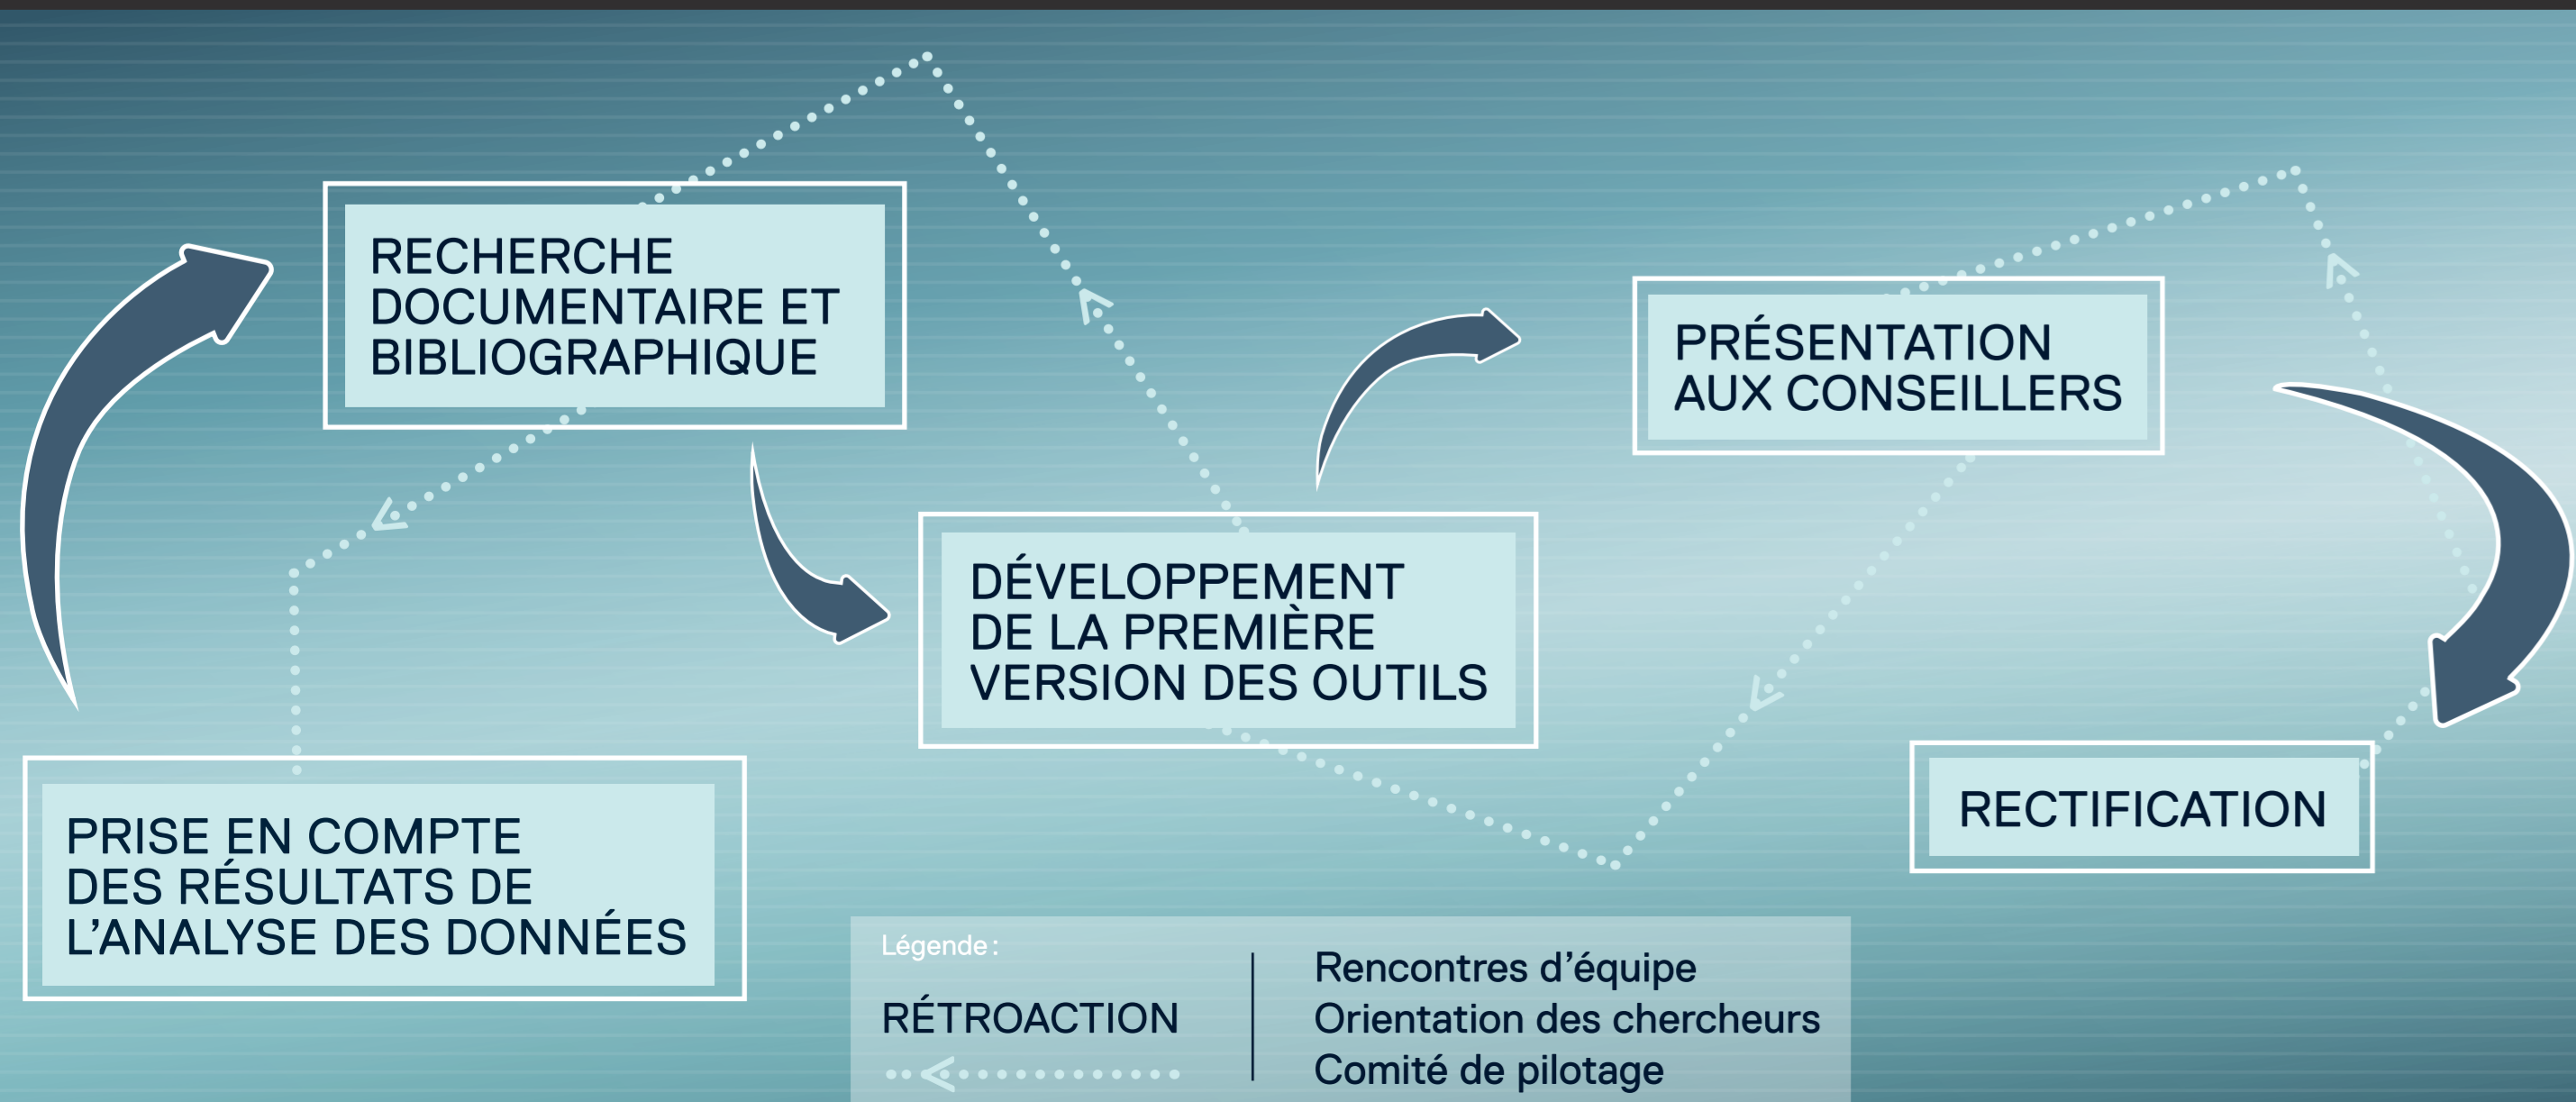 RECHERCHE
DOCUMENTAIRE ET
BIBLIOGRAPHIQUE
PRÉSENTATION
AUX CONSEILLERS
DÉVELOPPEMENT
DE LA PREMIÈRE
VERSION DES OUTILS
PRISE EN COMPTE
DES RÉSULTATS DE
L’ANALYSE DES DONNÉES
RECTIFICATION
Légende :
RÉTROACTION
Rencontres d’équipe
Orientation des chercheurs
Comité de pilotage